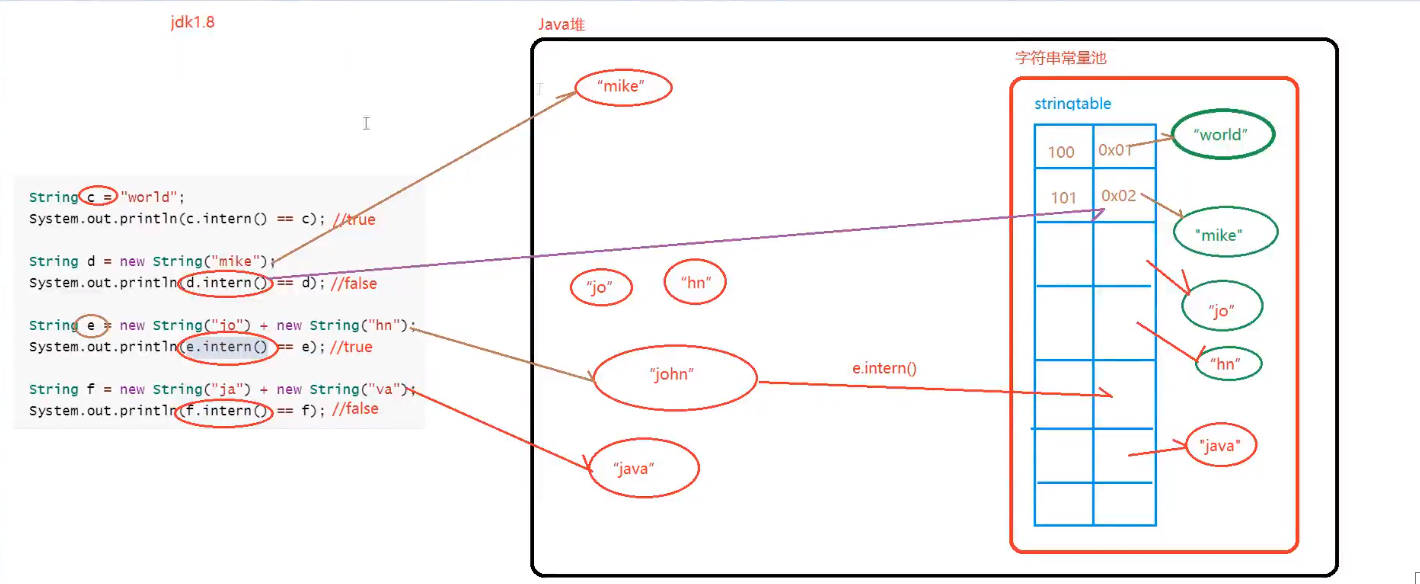 jdk1.8
Java堆
字符串常量池
"mike"
stringtable
100 0x01 "world"
101 0x02 "mike"
String c = "world";
System.out.println(c.intern() == c); //true
String d = new String("mike");
System.out.println(d.intern() == d); //false
String e = new String("jo") + new String("hn");
System.out.println(e.intern() == e); //true
String f = new String("ja") + new String("va");
System.out.println(f.intern() == f); //false
"jo" "hn"
"john"
e.intern()
"java"
"jo"
"hn"
"java"